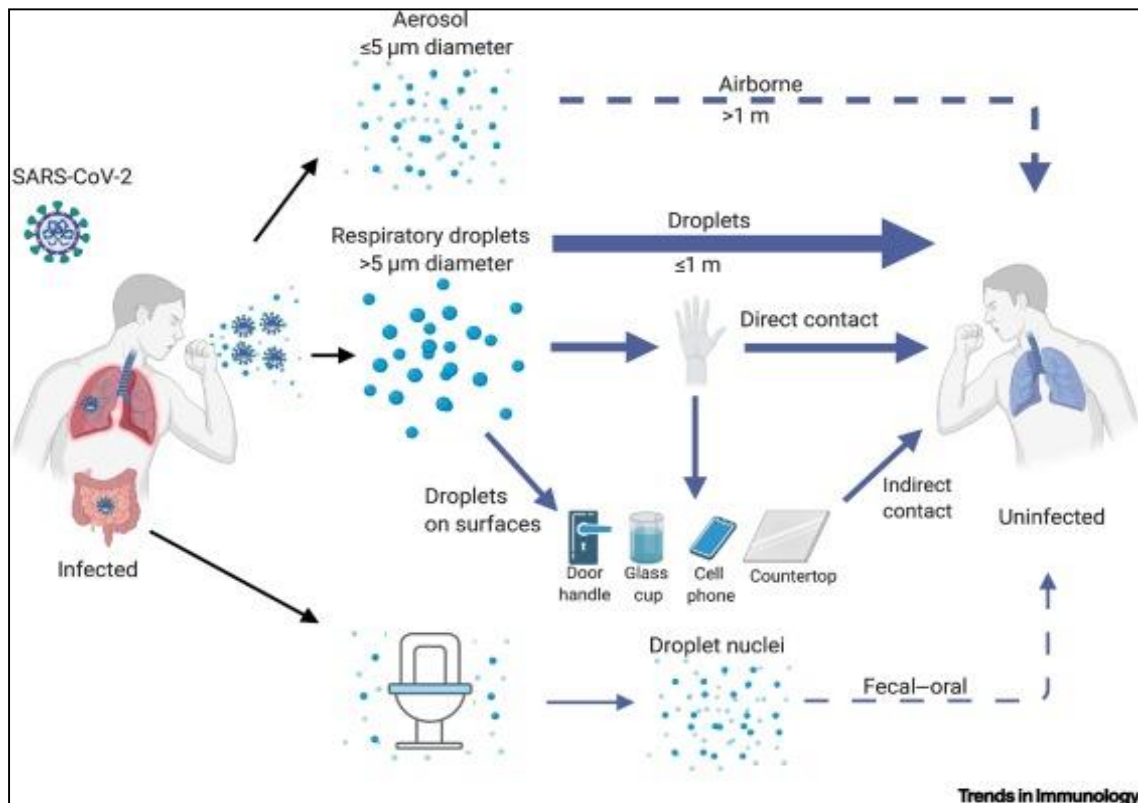 Aerosol
≤5 µm diameter
Airborne
>1 m
SARS-CoV-2
Respiratory droplets
>5 µm diameter
Droplets
≤1 m
Direct contact
Droplets
on surfaces
Indirect
contact
Infected
Uninfected
Door
handle
Glass
cup
Cell
phone
Countertop
Droplet nuclei
Fecal–oral
Trends in Immunology